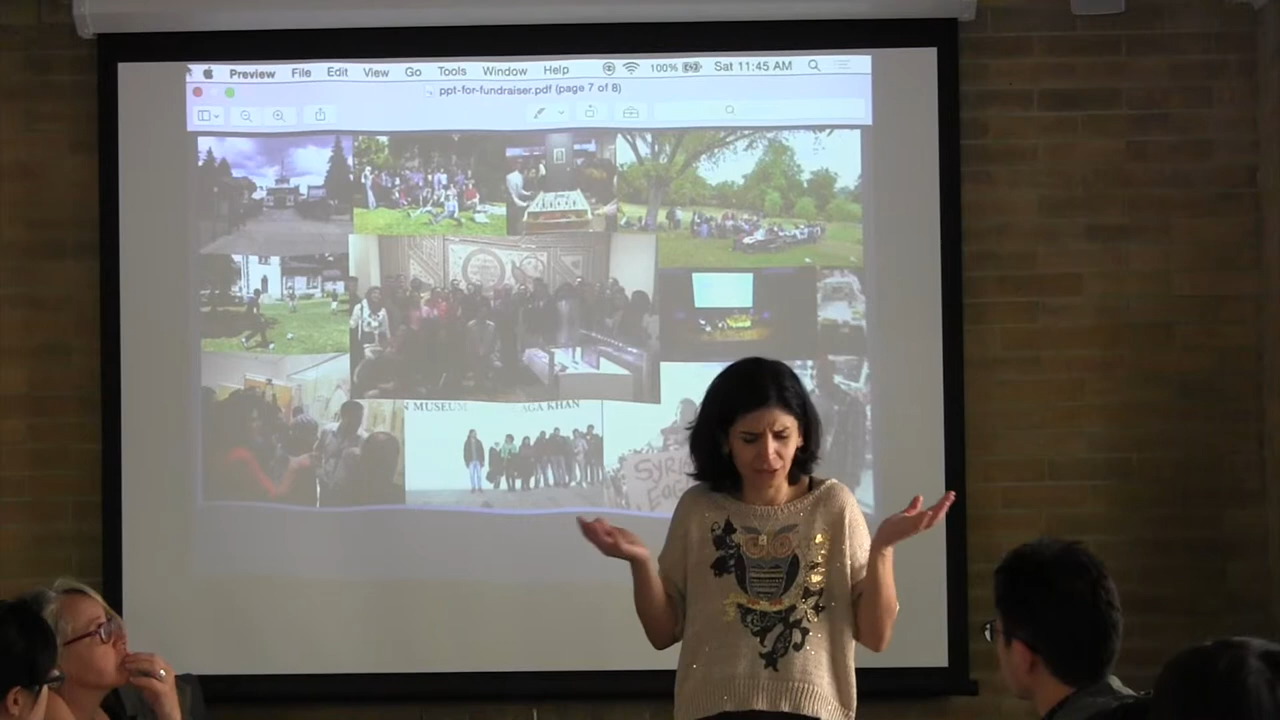 Preview File Edit View Go Tools Window Help 100% Sat 11:45 AM
ppt-for-fundraiser.pdf (page 7 of 8)
N MUSEUM AGA KHAN
SYRIA